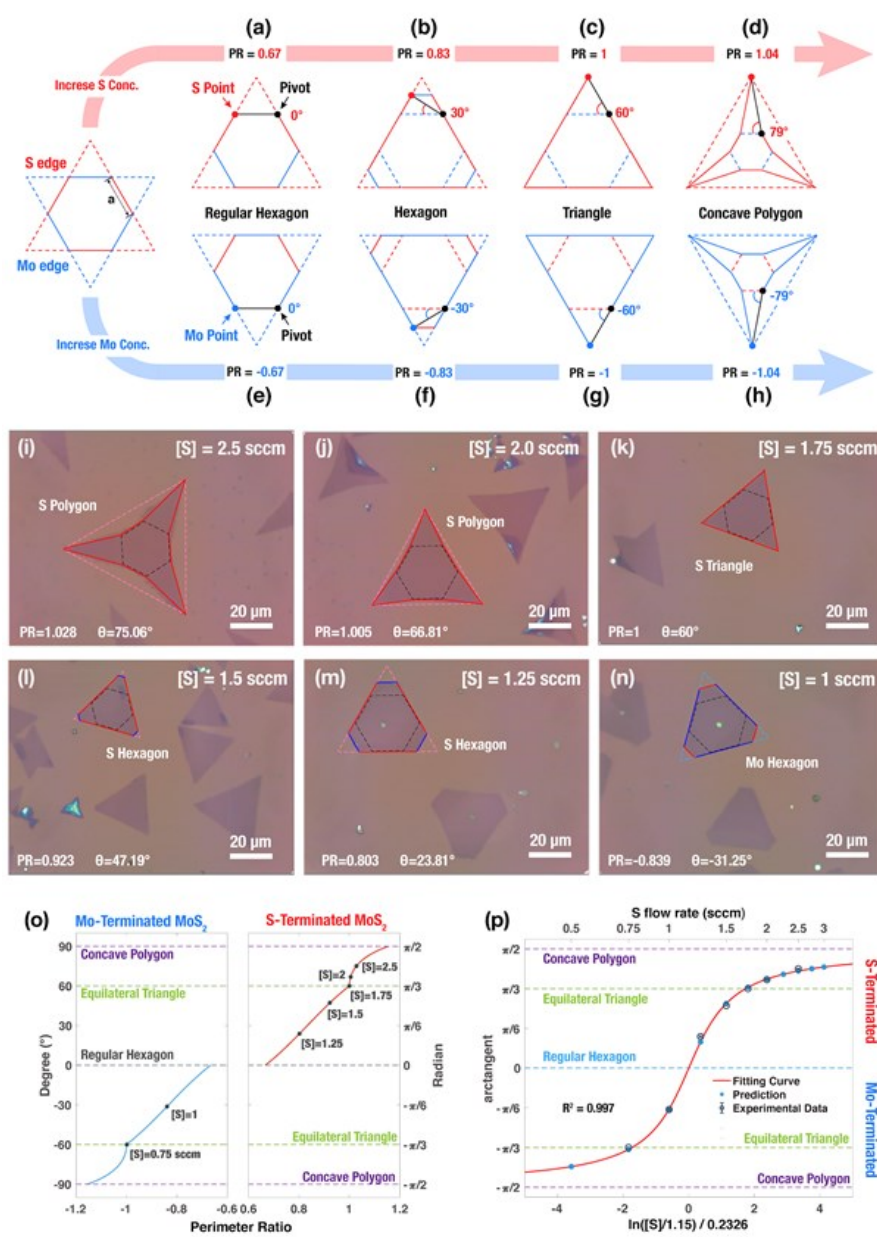 (a) (b) (c) (d)
PR = 0.67 PR = 0.83 PR = 1 PR = 1.04
Increse S Conc.
S Point Pivot
0° 30° 60° 79°
S edge
a
Mo edge
Regular Hexagon Hexagon Triangle Concave Polygon
0° -30° -60° -79°
Mo Point Pivot
Increse Mo Conc.
PR = -0.67 PR = -0.83 PR = -1 PR = -1.04
(e) (f) (g) (h)
(i) [S] = 2.5 sccm
S Polygon
20 µm
PR=1.028 θ=75.06°
(j) [S] = 2.0 sccm
S Polygon
20 µm
PR=1.005 θ=66.81°
(k) [S] = 1.75 sccm
S Triangle
20 µm
PR=1 θ=60°
(l) [S] = 1.5 sccm
S Hexagon
20 µm
PR=0.923 θ=47.19°
(m) [S] = 1.25 sccm
S Hexagon
20 µm
PR=0.803 θ=23.81°
(n) [S] = 1 sccm
Mo Hexagon
20 µm
PR=-0.839 θ=-31.25°
(o) Mo-Terminated MoS₂ S-Terminated MoS₂
90 π/2
Concave Polygon
[S]=2 [S]=2.5
60 π/3
Equilateral Triangle [S]=1.75
[S]=1.5
30 π/6
[S]=1.25
Regular Hexagon
0 0
Degree (°) Radian
-30 -π/6
[S]=1
-60 -π/3
[S]=0.75 sccm Equilateral Triangle
-90 -π/2
Concave Polygon
-1.2 -1 -0.8 -0.6 0.8 1 1.2
Perimeter Ratio
(p) S flow rate (sccm)
0.5 0.75 1 1.5 2 2.5 3
π/2
Concave Polygon
π/3
Equilateral Triangle
π/6
Regular Hexagon
0
arctangent
S-Terminated
Mo-Terminated
Fitting Curve
Prediction
Experimental Data
R² = 0.997
-π/6
-π/3
Equilateral Triangle
-π/2
Concave Polygon
-4 -2 0 2 4
ln([S]/1.15) / 0.2326